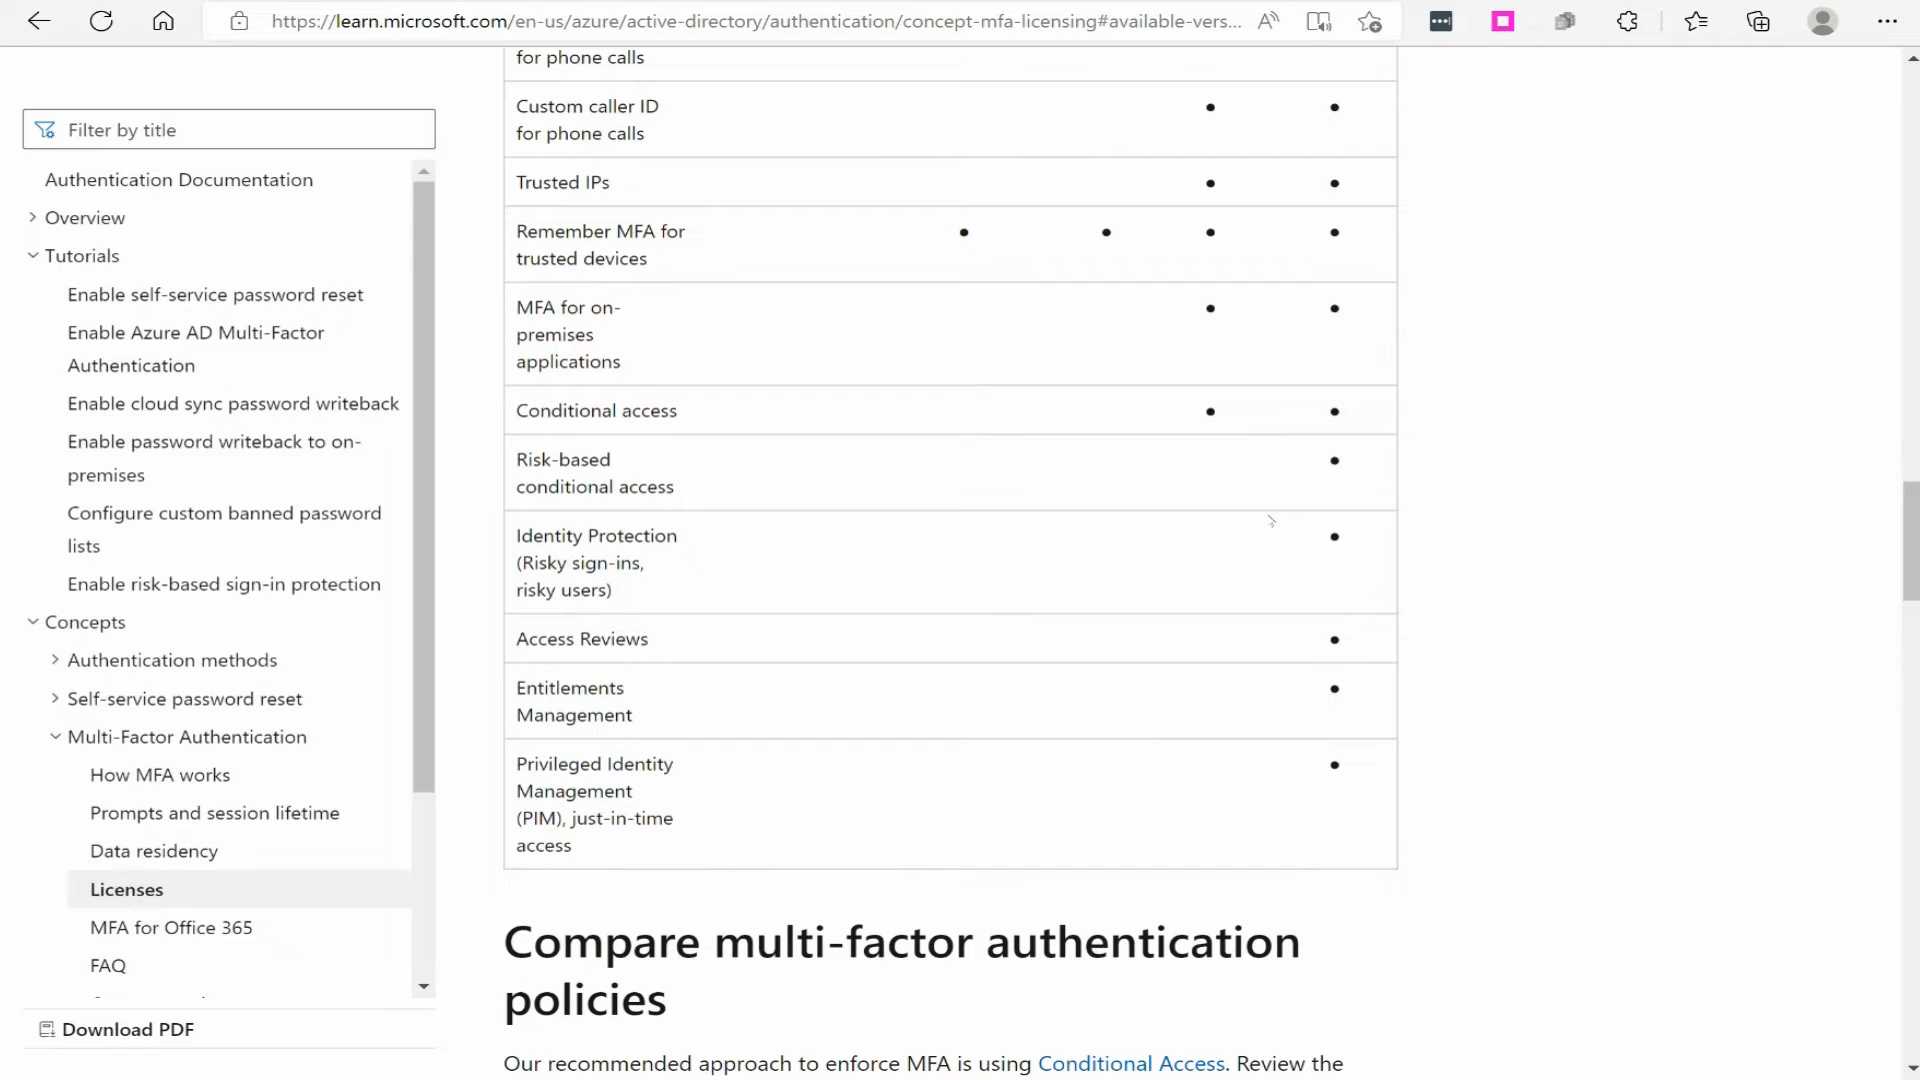 https://learn.microsoft.com/en-us/azure/active-directory/authentication/concept-mfa-licensing#available-vers...
Filter by title
Authentication Documentation
Overview
Tutorials
Enable self-service password reset
Enable Azure AD Multi-Factor
Authentication
Enable cloud sync password writeback
Enable password writeback to on-
premises
Configure custom banned password
lists
Enable risk-based sign-in protection
Concepts
Authentication methods
Self-service password reset
Multi-Factor Authentication
How MFA works
Prompts and session lifetime
Data residency
Licenses
MFA for Office 365
FAQ
Download PDF
for phone calls
Custom caller ID
for phone calls
Trusted IPs
Remember MFA for
trusted devices
MFA for on-
premises
applications
Conditional access
Risk-based
conditional access
Identity Protection
(Risky sign-ins,
risky users)
Access Reviews
Entitlements
Management
Privileged Identity
Management
(PIM), just-in-time
access
Compare multi-factor authentication
policies
Our recommended approach to enforce MFA is using Conditional Access. Review the